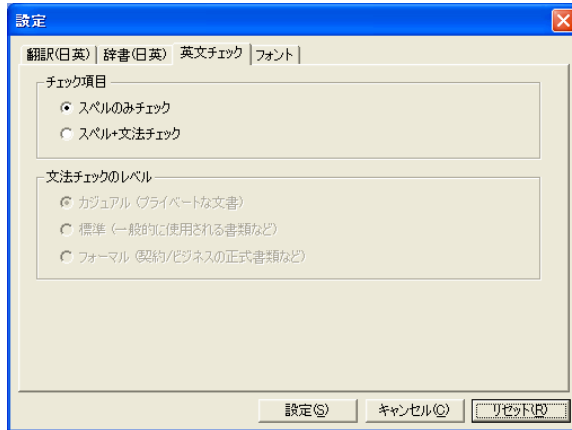 設定
翻訳(日英) 辞書(日英) 英文チェック フォント
チェック項目
スペルのみチェック
スペル+文法チェック
文法チェックのレベル
カジュアル (プライベートな文書)
標準 (一般的に使用される書類など)
フォーマル (契約/ビジネスの正式書類など)
設定(S) キャンセル(C) リセット(R)